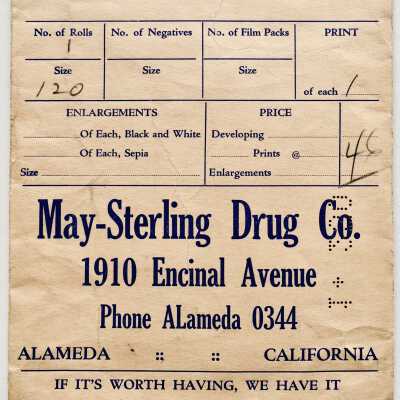 No. of Rolls No. of Negatives No. of Film Packs PRINT
1
Size Size Size
120 of each 1
ENLARGEMENTS PRICE
Of Each, Black and White Developing
Of Each, Sepia Prints @
Size Enlargements
May-Sterling Drug Co.
1910 Encinal Avenue
Phone ALameda 0344
ALAMEDA :: :: CALIFORNIA
IF IT'S WORTH HAVING, WE HAVE IT